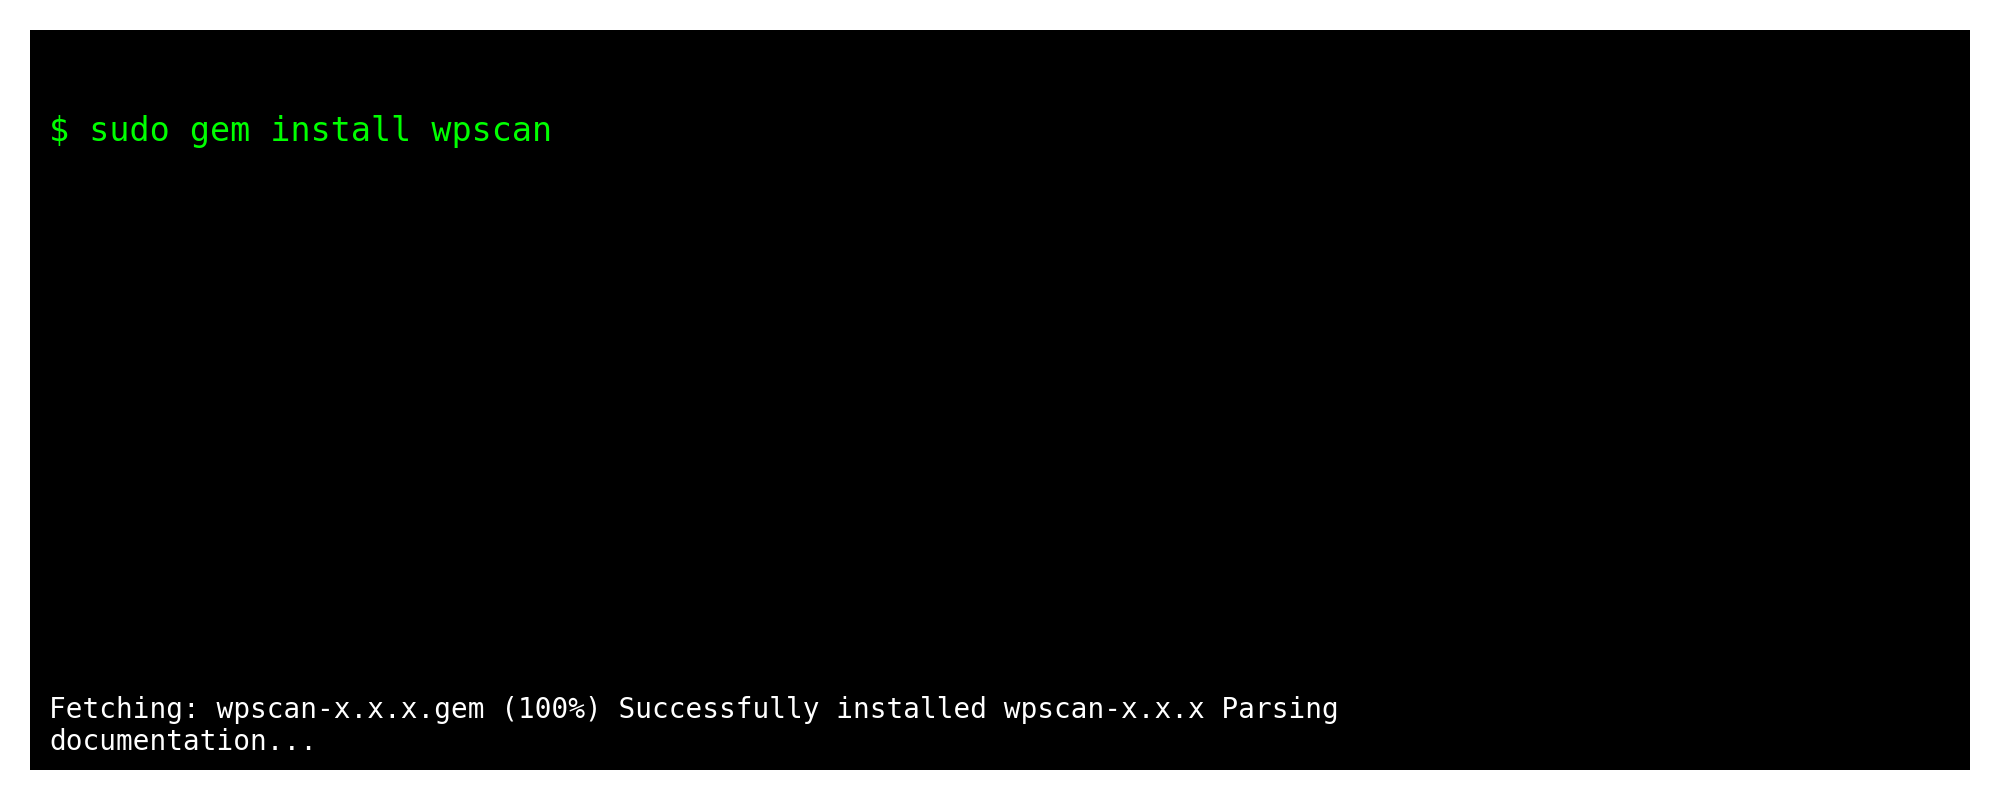 $ sudo gem install wpscan
Fetching: wpscan-x.x.x.gem (100%) Successfully installed wpscan-x.x.x Parsing
documentation...